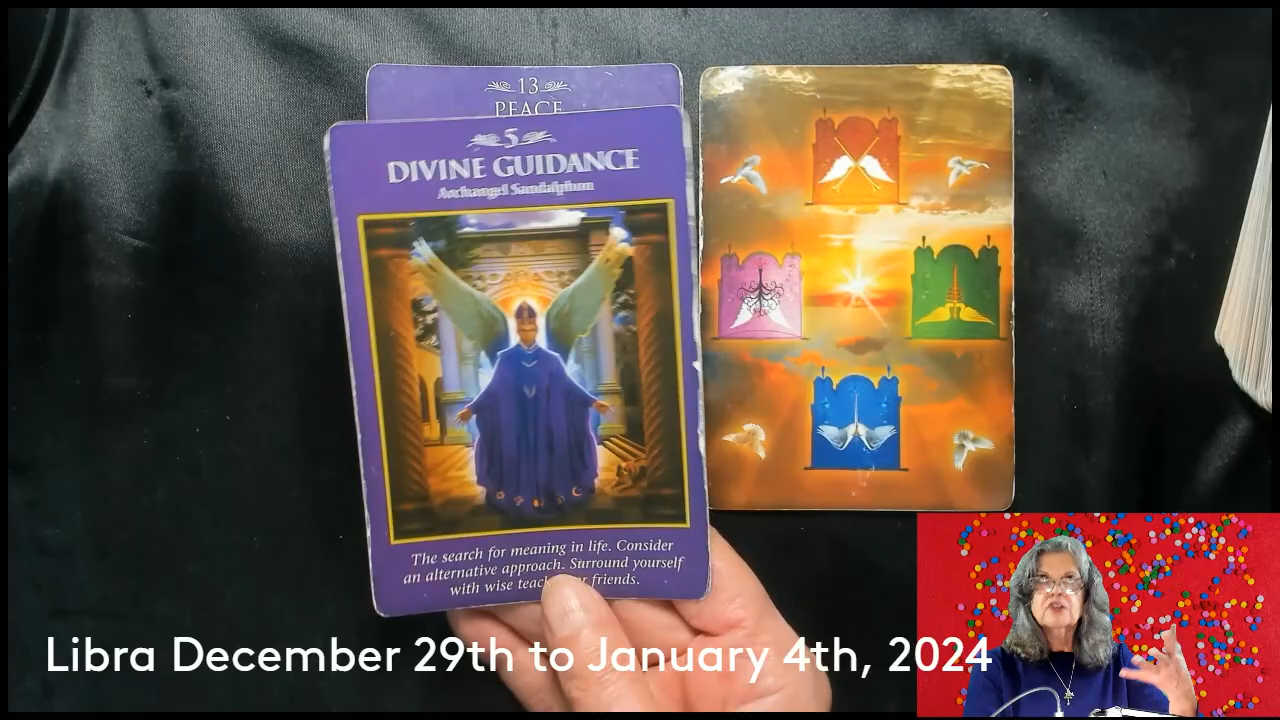 13
PEACE
5
DIVINE GUIDANCE
Archangel Sandalphon
The search for meaning in life. Consider
an alternative approach. Surround yourself
with wise friends.
Libra December 29th to January 4th, 2024